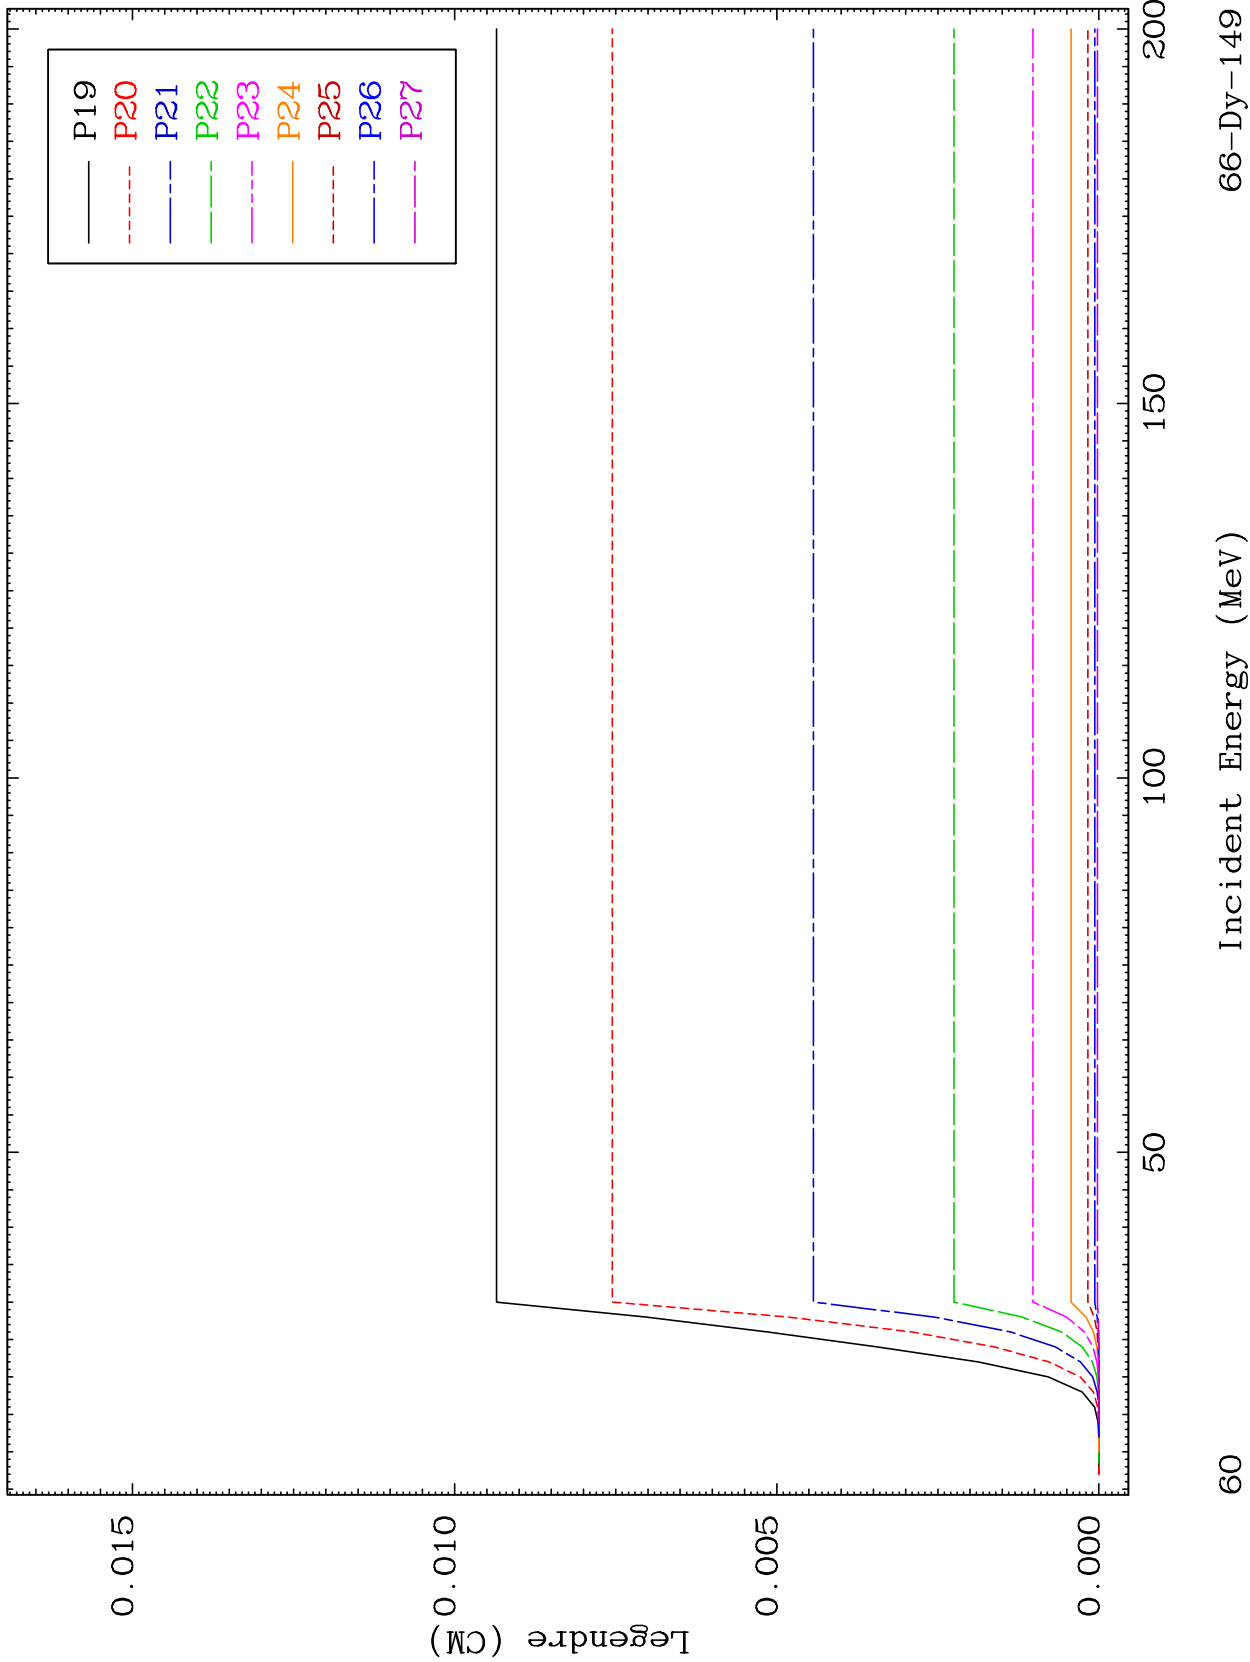 P19
P20
P21
P22
P23
P24
P25
P26
P27
0.015
0.010
0.005
0.000
Legendre (CM)
50
100
150
200
Incident Energy (MeV)
60
66-Dy-149